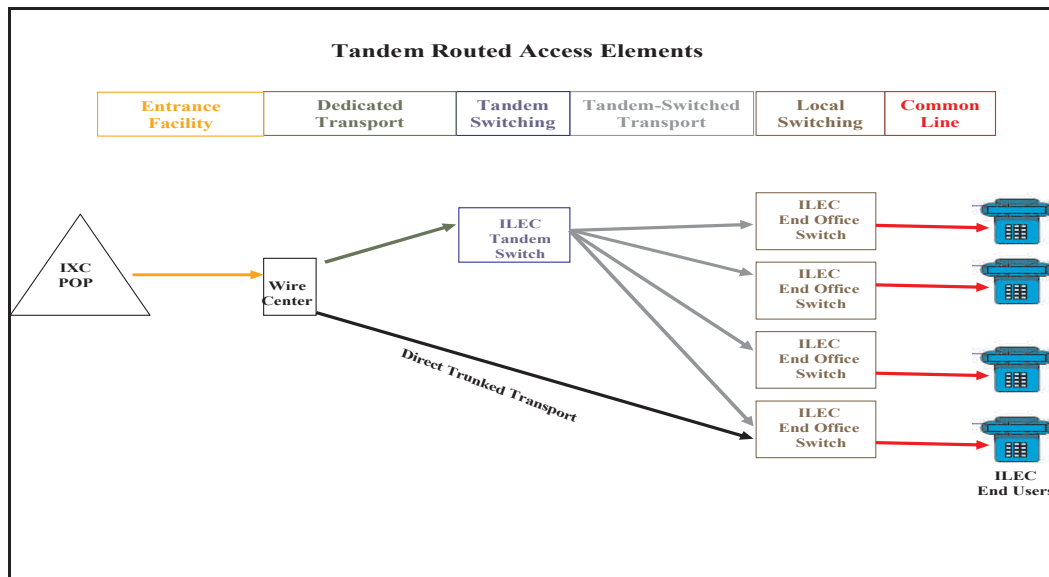 Tandem Routed Access Elements
Entrance
Facility
Dedicated
Transport
Tandem
Switching
Tandem-Switched
Transport
Local
Switching
Common
Line
IXC
POP
Wire
Center
ILEC
Tandem
Switch
Direct Trunked Transport
ILEC
End Office
Switch
ILEC
End Office
Switch
ILEC
End Office
Switch
ILEC
End Office
Switch
ILEC
End Users